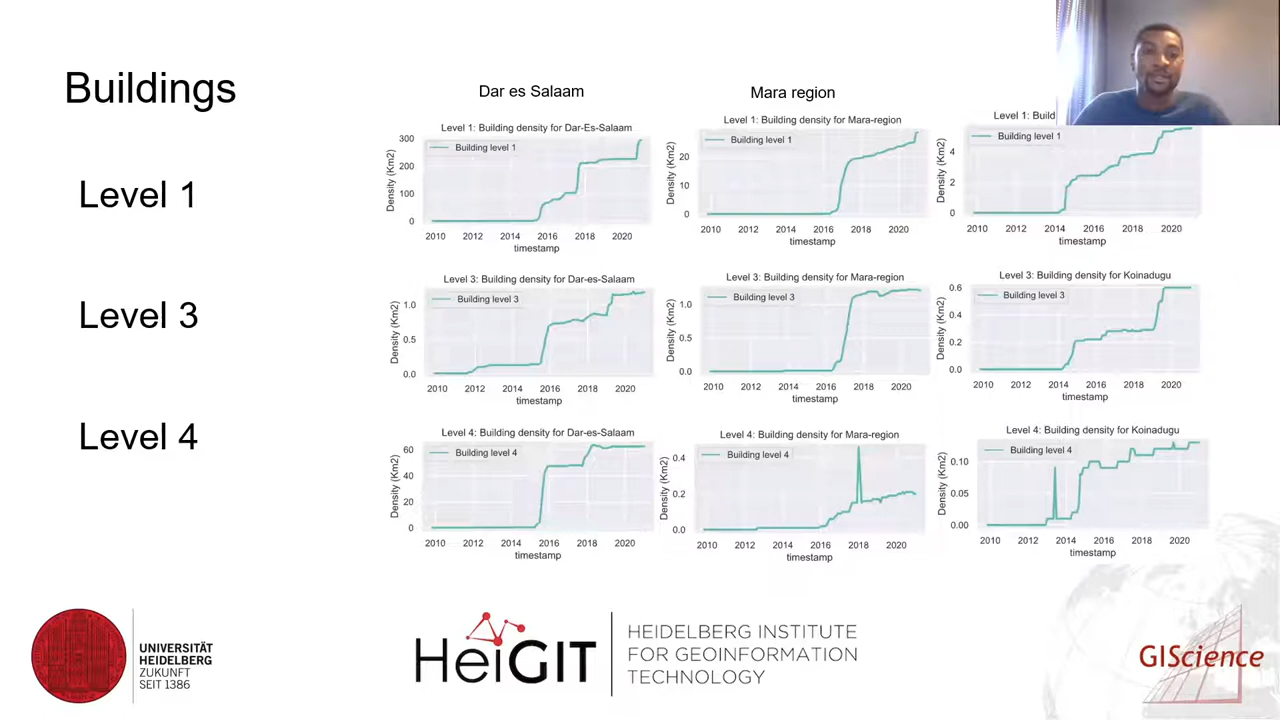 Buildings
Dar es Salaam
Mara region
Level 1
Level 1: Building density for Dar-Es-Salaam
Building level 1
Density (Km2)
300
200
100
0
2010 2012 2014 2016 2018 2020
timestamp
Level 1: Building density for Mara-region
Building level 1
Density (Km2)
20
10
0
2010 2012 2014 2016 2018 2020
timestamp
Level 1: Build
Building level 1
Density (Km2)
4
2
0
2010 2012 2014 2016 2018 2020
timestamp
Level 3
Level 3: Building density for Dar-es-Salaam
Building level 3
Density (Km2)
1.0
0.5
0.0
2010 2012 2014 2016 2018 2020
timestamp
Level 3: Building density for Mara-region
Building level 3
Density (Km2)
1.0
0.5
0.0
2010 2012 2014 2016 2018 2020
timestamp
Level 3: Building density for Koinadugu
Building level 3
Density (Km2)
0.6
0.4
0.2
0.0
2010 2012 2014 2016 2018 2020
timestamp
Level 4
Level 4: Building density for Dar-es-Salaam
Building level 4
Density (Km2)
60
40
20
0
2010 2012 2014 2016 2018 2020
timestamp
Level 4: Building density for Mara-region
Building level 4
Density (Km2)
0.4
0.2
0.0
2010 2012 2014 2016 2018 2020
timestamp
Level 4: Building density for Koinadugu
Building level 4
Density (Km2)
0.10
0.05
0.00
2010 2012 2014 2016 2018 2020
timestamp
UNIVERSITÄT
HEIDELBERG
ZUKUNFT
SEIT 1386
HeiGIT
HEIDELBERG INSTITUTE
FOR GEOINFORMATION
TECHNOLOGY
GIScience